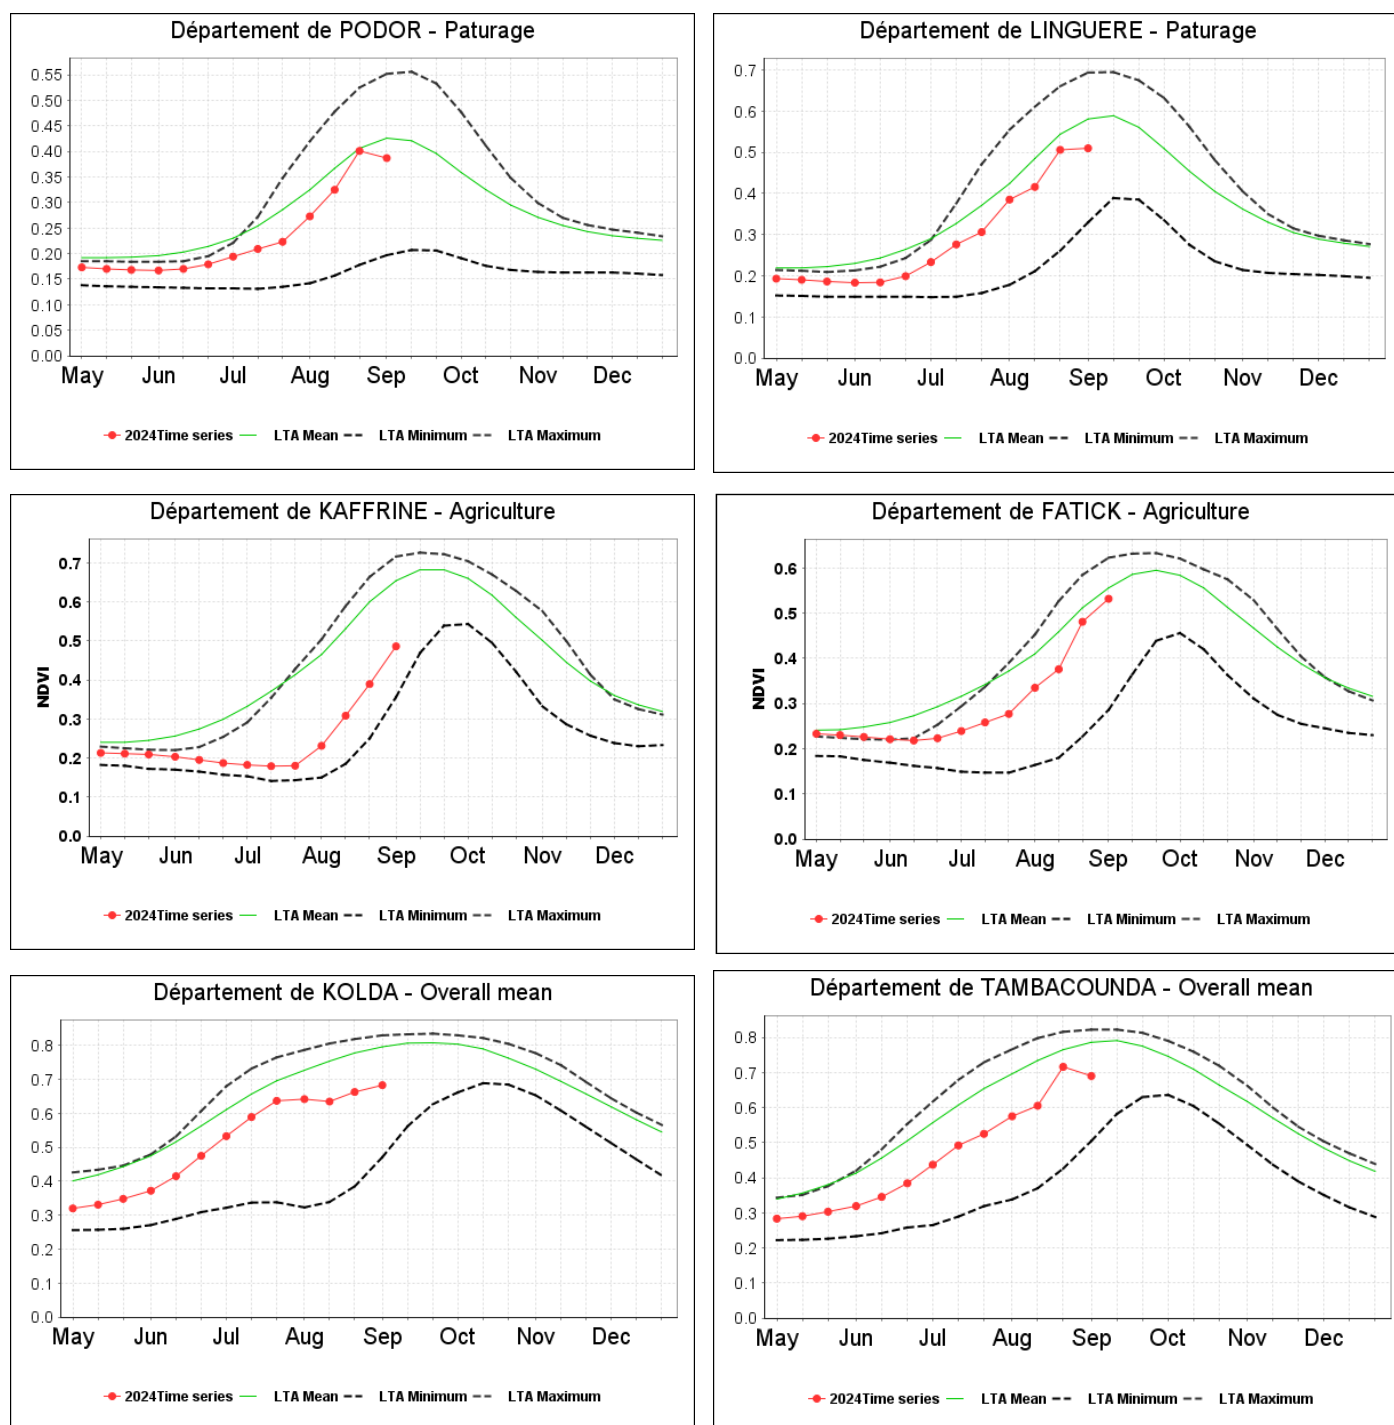 Département de PODOR - Paturage
0.55
0.50
0.45
0.40
0.35
0.30
0.25
0.20
0.15
0.10
0.05
0.00
May Jun Jul Aug Sep Oct Nov Dec
2024Time series LTA Mean LTA Minimum LTA Maximum
Département de LINGUERE - Paturage
0.7
0.6
0.5
0.4
0.3
0.2
0.1
0.0
May Jun Jul Aug Sep Oct Nov Dec
2024Time series LTA Mean LTA Minimum LTA Maximum
Département de KAFFRINE - Agriculture
NDVI
0.7
0.6
0.5
0.4
0.3
0.2
0.1
0.0
May Jun Jul Aug Sep Oct Nov Dec
2024Time series LTA Mean LTA Minimum LTA Maximum
Département de FATICK - Agriculture
NDVI
0.6
0.5
0.4
0.3
0.2
0.1
0.0
May Jun Jul Aug Sep Oct Nov Dec
2024Time series LTA Mean LTA Minimum LTA Maximum
Département de KOLDA - Overall mean
0.8
0.7
0.6
0.5
0.4
0.3
0.2
0.1
0.0
May Jun Jul Aug Sep Oct Nov Dec
2024Time series LTA Mean LTA Minimum LTA Maximum
Département de TAMBACOUNDA - Overall mean
0.8
0.7
0.6
0.5
0.4
0.3
0.2
0.1
0.0
May Jun Jul Aug Sep Oct Nov Dec
2024Time series LTA Mean LTA Minimum LTA Maximum